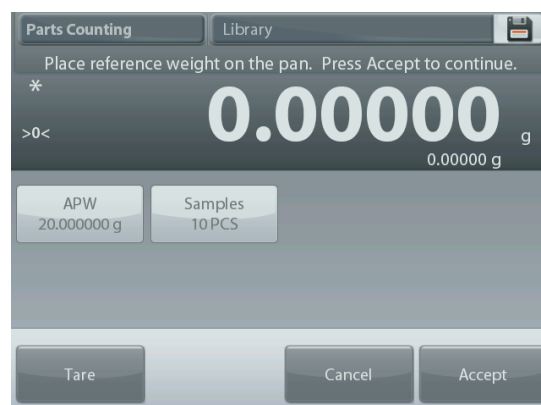 Parts Counting
Library
Place reference weight on the pan. Press Accept to continue.
*
>0<
0.00000 g
0.00000 g
APW
20.000000 g
Samples
10 PCS
Tare
Cancel
Accept